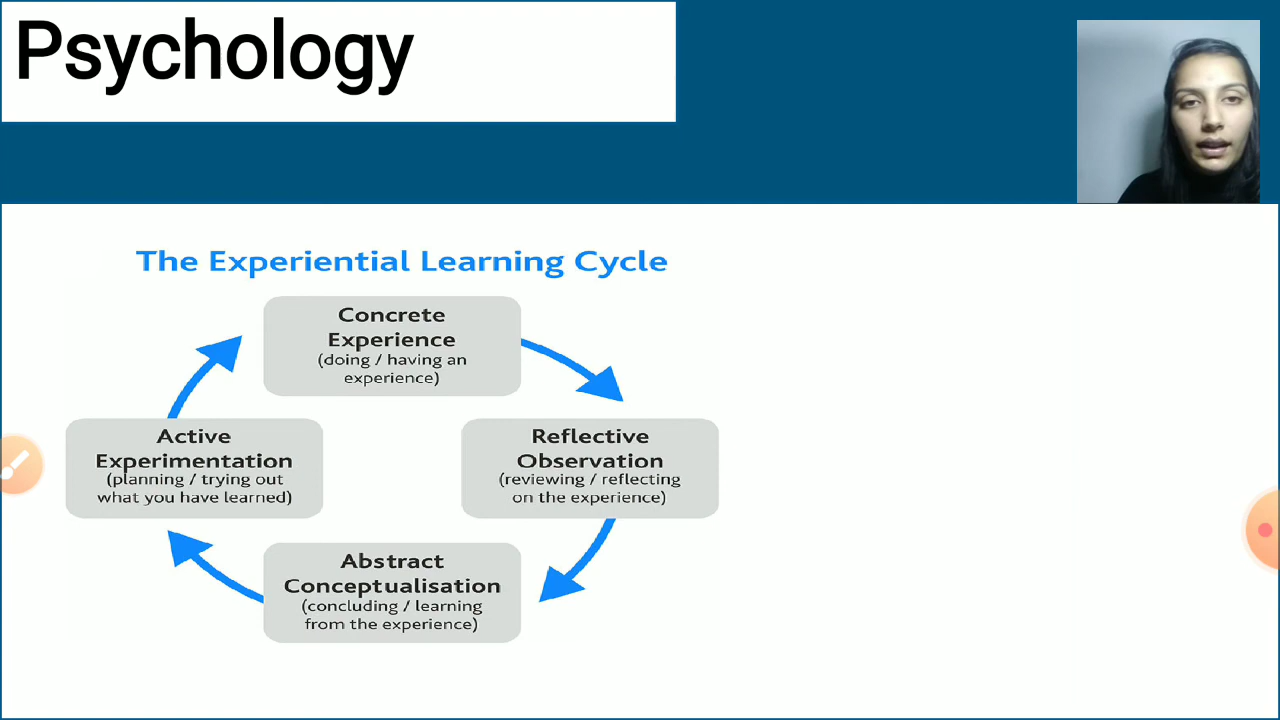 Psychology
The Experiential Learning Cycle
Concrete
Experience
(doing / having an
experience)
Reflective
Observation
(reviewing / reflecting
on the experience)
Abstract
Conceptualisation
(concluding / learning
from the experience)
Active
Experimentation
(planning / trying out
what you have learned)